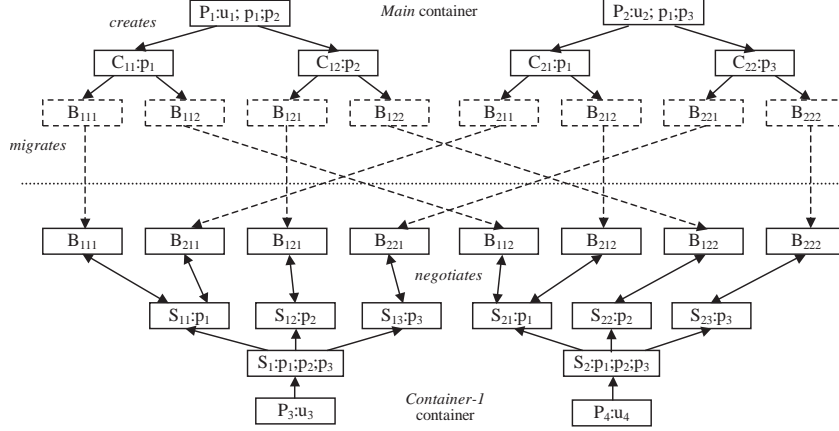 creates
P₁:u₁; p₁;p₂
Main container
P₂:u₂; p₁;p₃
C₁₁:p₁
C₁₂:p₂
C₂₁:p₁
C₂₂:p₃
B₁₁₁
B₁₁₂
B₁₂₁
B₁₂₂
B₂₁₁
B₂₁₂
B₂₂₁
B₂₂₂
migrates
B₁₁₁
B₂₁₁
B₁₂₁
B₂₂₁
B₁₁₂
B₂₁₂
B₁₂₂
B₂₂₂
negotiates
S₁₁:p₁
S₁₂:p₂
S₁₃:p₃
S₂₁:p₁
S₂₂:p₂
S₂₃:p₃
S₁:p₁;p₂;p₃
S₂:p₁;p₂;p₃
P₃:u₃
Container-1
container
P₄:u₄